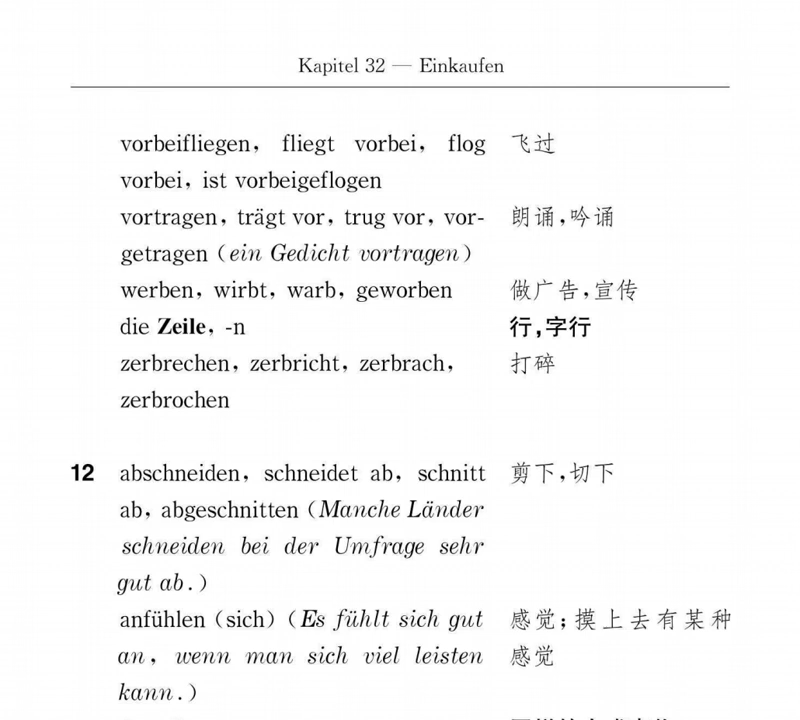 Kapitel 32 — Einkaufen
vorbeifliegen, fliegt vorbei, flog 飞过
vorbei, ist vorbeigeflogen
vortragen, trägt vor, trug vor, vor- 朗诵,吟诵
getragen (ein Gedicht vortragen)
werben, wirbt, warb, geworben 做广告,宣传
die Zeile, -n 行,字行
zerbrechen, zerbricht, zerbrach, 打碎
zerbrochen
12 abschneiden, schneidet ab, schnitt 剪下,切下
ab, abgeschnitten (Manche Länder
schneiden bei der Umfrage sehr
gut ab.)
anfühlen (sich) (Es fühlt sich gut 感觉;摸上去有某种
an, wenn man sich viel leisten 感觉
kann.)